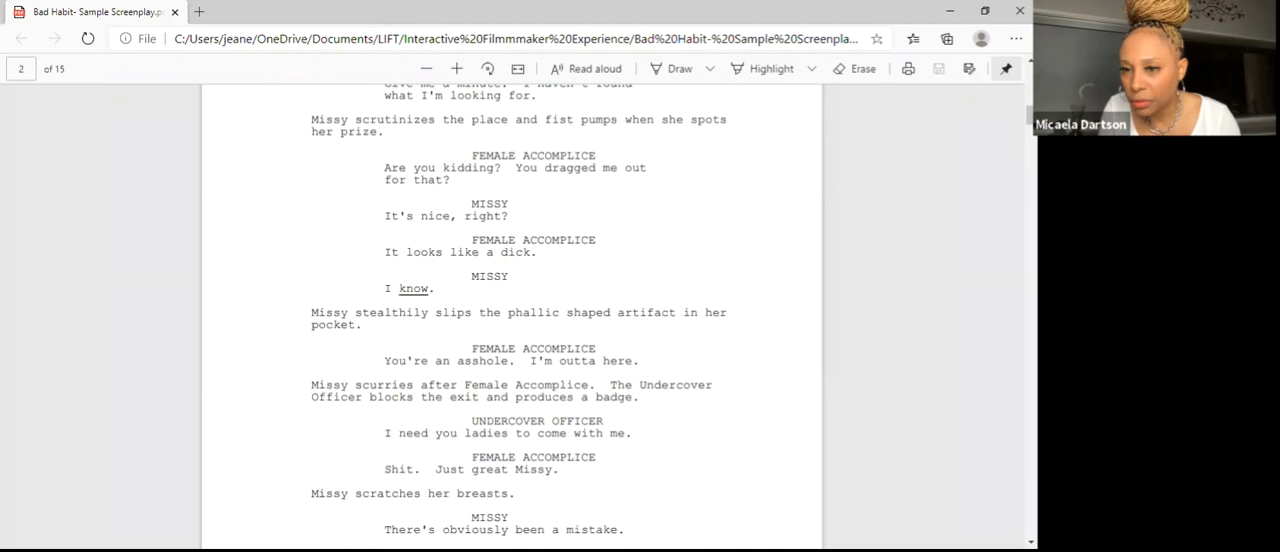 Bad Habit- Sample Screenplay.p
File C:/Users/jeane/OneDrive/Documents/LIFT/Interactive%20Filmmmaker%20Experience/Bad%20Habit-%20Sample%20Screenpla...
2 of 15 Read aloud Draw Highlight Erase
Give me a minute. I haven't found
what I'm looking for.
Missy scrutinizes the place and fist pumps when she spots
her prize.
FEMALE ACCOMPLICE
Are you kidding? You dragged me out
for that?
MISSY
It's nice, right?
FEMALE ACCOMPLICE
It looks like a dick.
MISSY
I know.
Missy stealthily slips the phallic shaped artifact in her
pocket.
FEMALE ACCOMPLICE
You're an asshole. I'm outta here.
Missy scurries after Female Accomplice. The Undercover
Officer blocks the exit and produces a badge.
UNDERCOVER OFFICER
I need you ladies to come with me.
FEMALE ACCOMPLICE
Shit. Just great Missy.
Missy scratches her breasts.
MISSY
There's obviously been a mistake.
Micaela Dartson